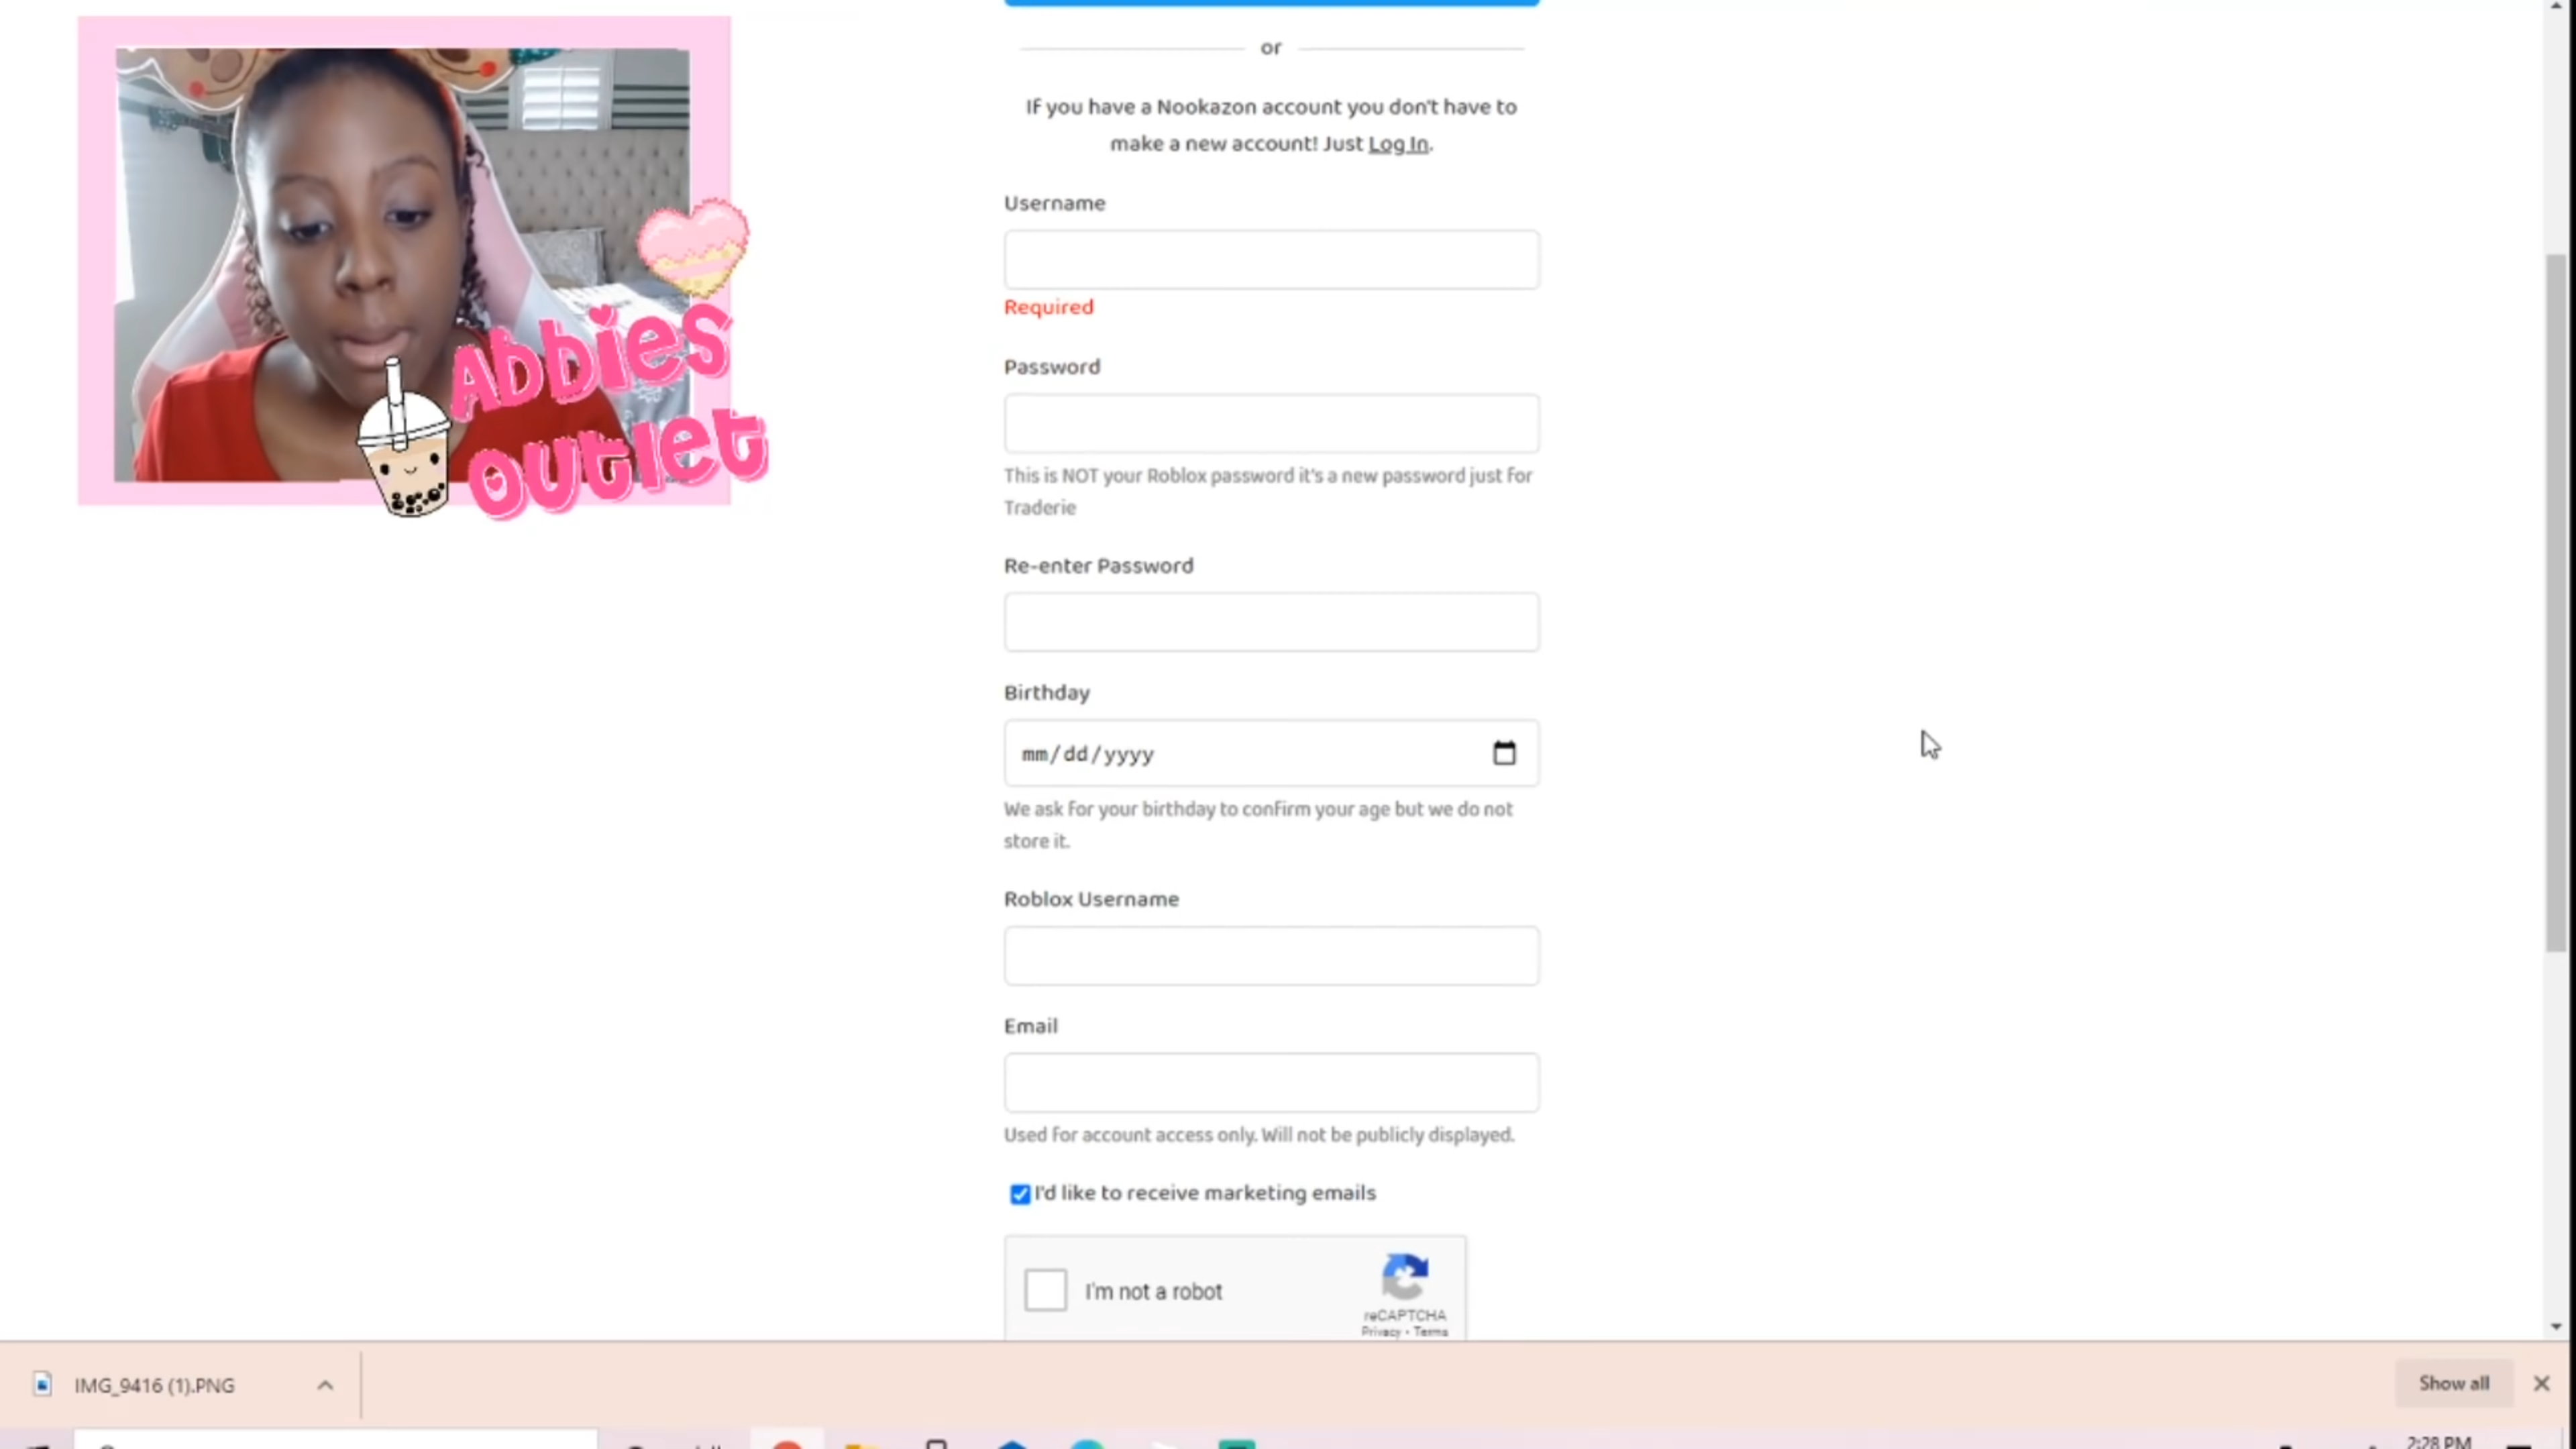 Abbies
Outlet
or
If you have a Nookazon account you don't have to
make a new account! Just Log In.
Username
Required
Password
This is NOT your Roblox password it's a new password just for
Traderie
Re-enter Password
Birthday
mm/dd/yyyy
We ask for your birthday to confirm your age but we do not
store it.
Roblox Username
Email
Used for account access only. Will not be publicly displayed.
I'd like to receive marketing emails
I'm not a robot
reCAPTCHA
Privacy - Terms
IMG_9416 (1).PNG
Show all
2:28 PM